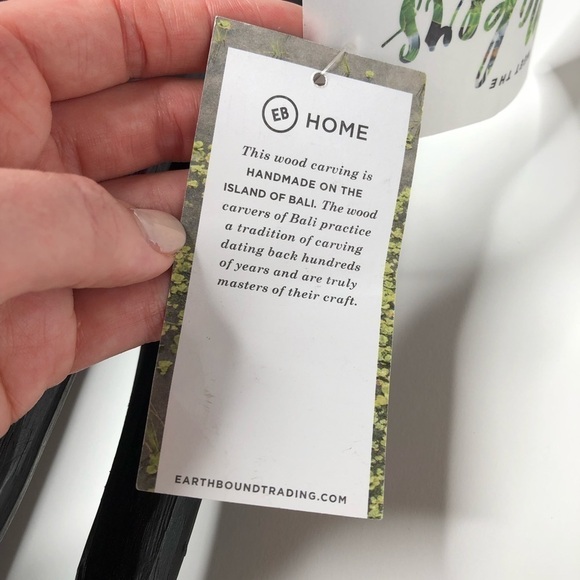 EB HOME
This wood carving is
HANDMADE ON THE
ISLAND OF BALI. The wood
carvers of Bali practice
a tradition of carving
dating back hundreds
of years and are truly
masters of their craft.
EARTHBOUNDTRADING.COM
THE